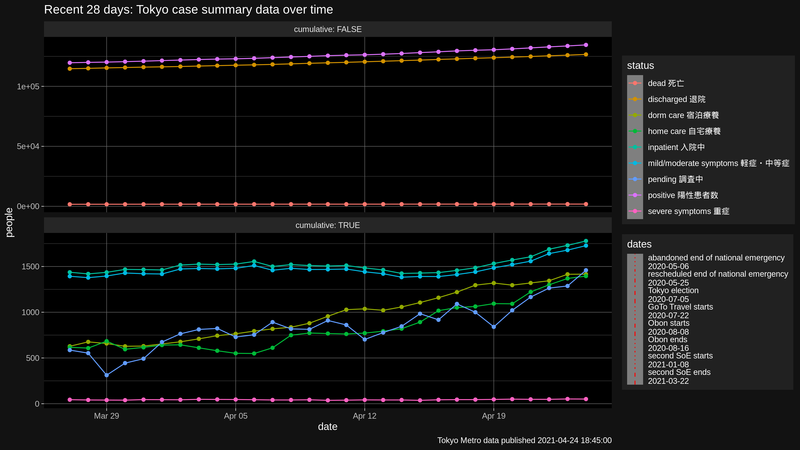 Recent 28 days: Tokyo case summary data over time
cumulative: FALSE
1e+05
5e+04
0e+00
people
cumulative: TRUE
1500
1000
500
0
Mar 29
Apr 05
Apr 12
Apr 19
date
Tokyo Metro data published 2021-04-24 18:45:00
status
dead 死亡
discharged 退院
dorm care 宿泊療養
home care 自宅療養
inpatient 入院中
mild/moderate symptoms 軽症・中等症
pending 調査中
positive 陽性患者数
severe symptoms 重症
dates
abandoned end of national emergency
2020-05-06
rescheduled end of national emergency
2020-05-25
Tokyo election
2020-07-05
GoTo Travel starts
2020-07-22
Obon starts
2020-08-08
Obon ends
2020-08-16
second SoE starts
2021-01-08
second SoE ends
2021-03-22